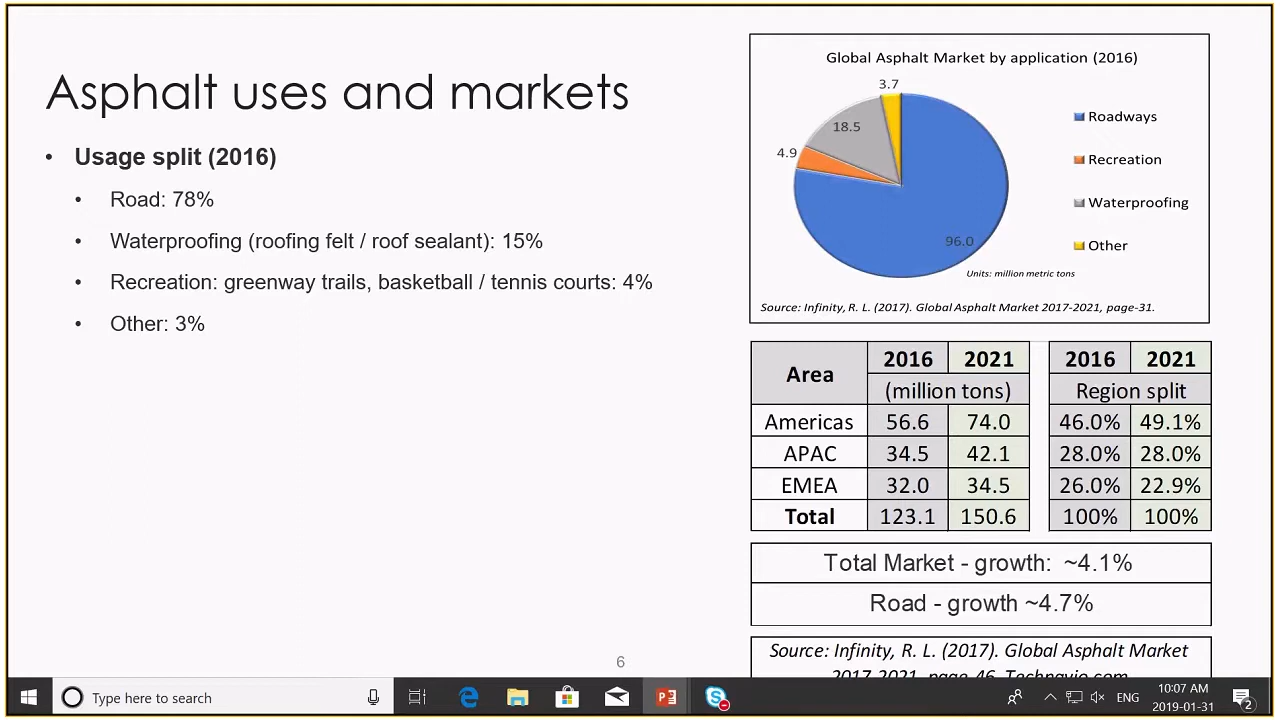 Asphalt uses and markets
• Usage split (2016)
• Road: 78%
• Waterproofing (roofing felt / roof sealant): 15%
• Recreation: greenway trails, basketball / tennis courts: 4%
• Other: 3%
Global Asphalt Market by application (2016)
3.7
18.5
4.9
96.0
Roadways
Recreation
Waterproofing
Other
Units: million metric tons
Source: Infinity, R. L. (2017). Global Asphalt Market 2017-2021, page-31.
Area 2016 2021 2016 2021
(million tons) Region split
Americas 56.6 74.0 46.0% 49.1%
APAC 34.5 42.1 28.0% 28.0%
EMEA 32.0 34.5 26.0% 22.9%
Total 123.1 150.6 100% 100%
Total Market - growth: ~4.1%
Road - growth ~4.7%
Source: Infinity, R. L. (2017). Global Asphalt Market
2017-2021, page-46, Technavio.com
6
Type here to search
ENG
10:07 AM
2019-01-31
2